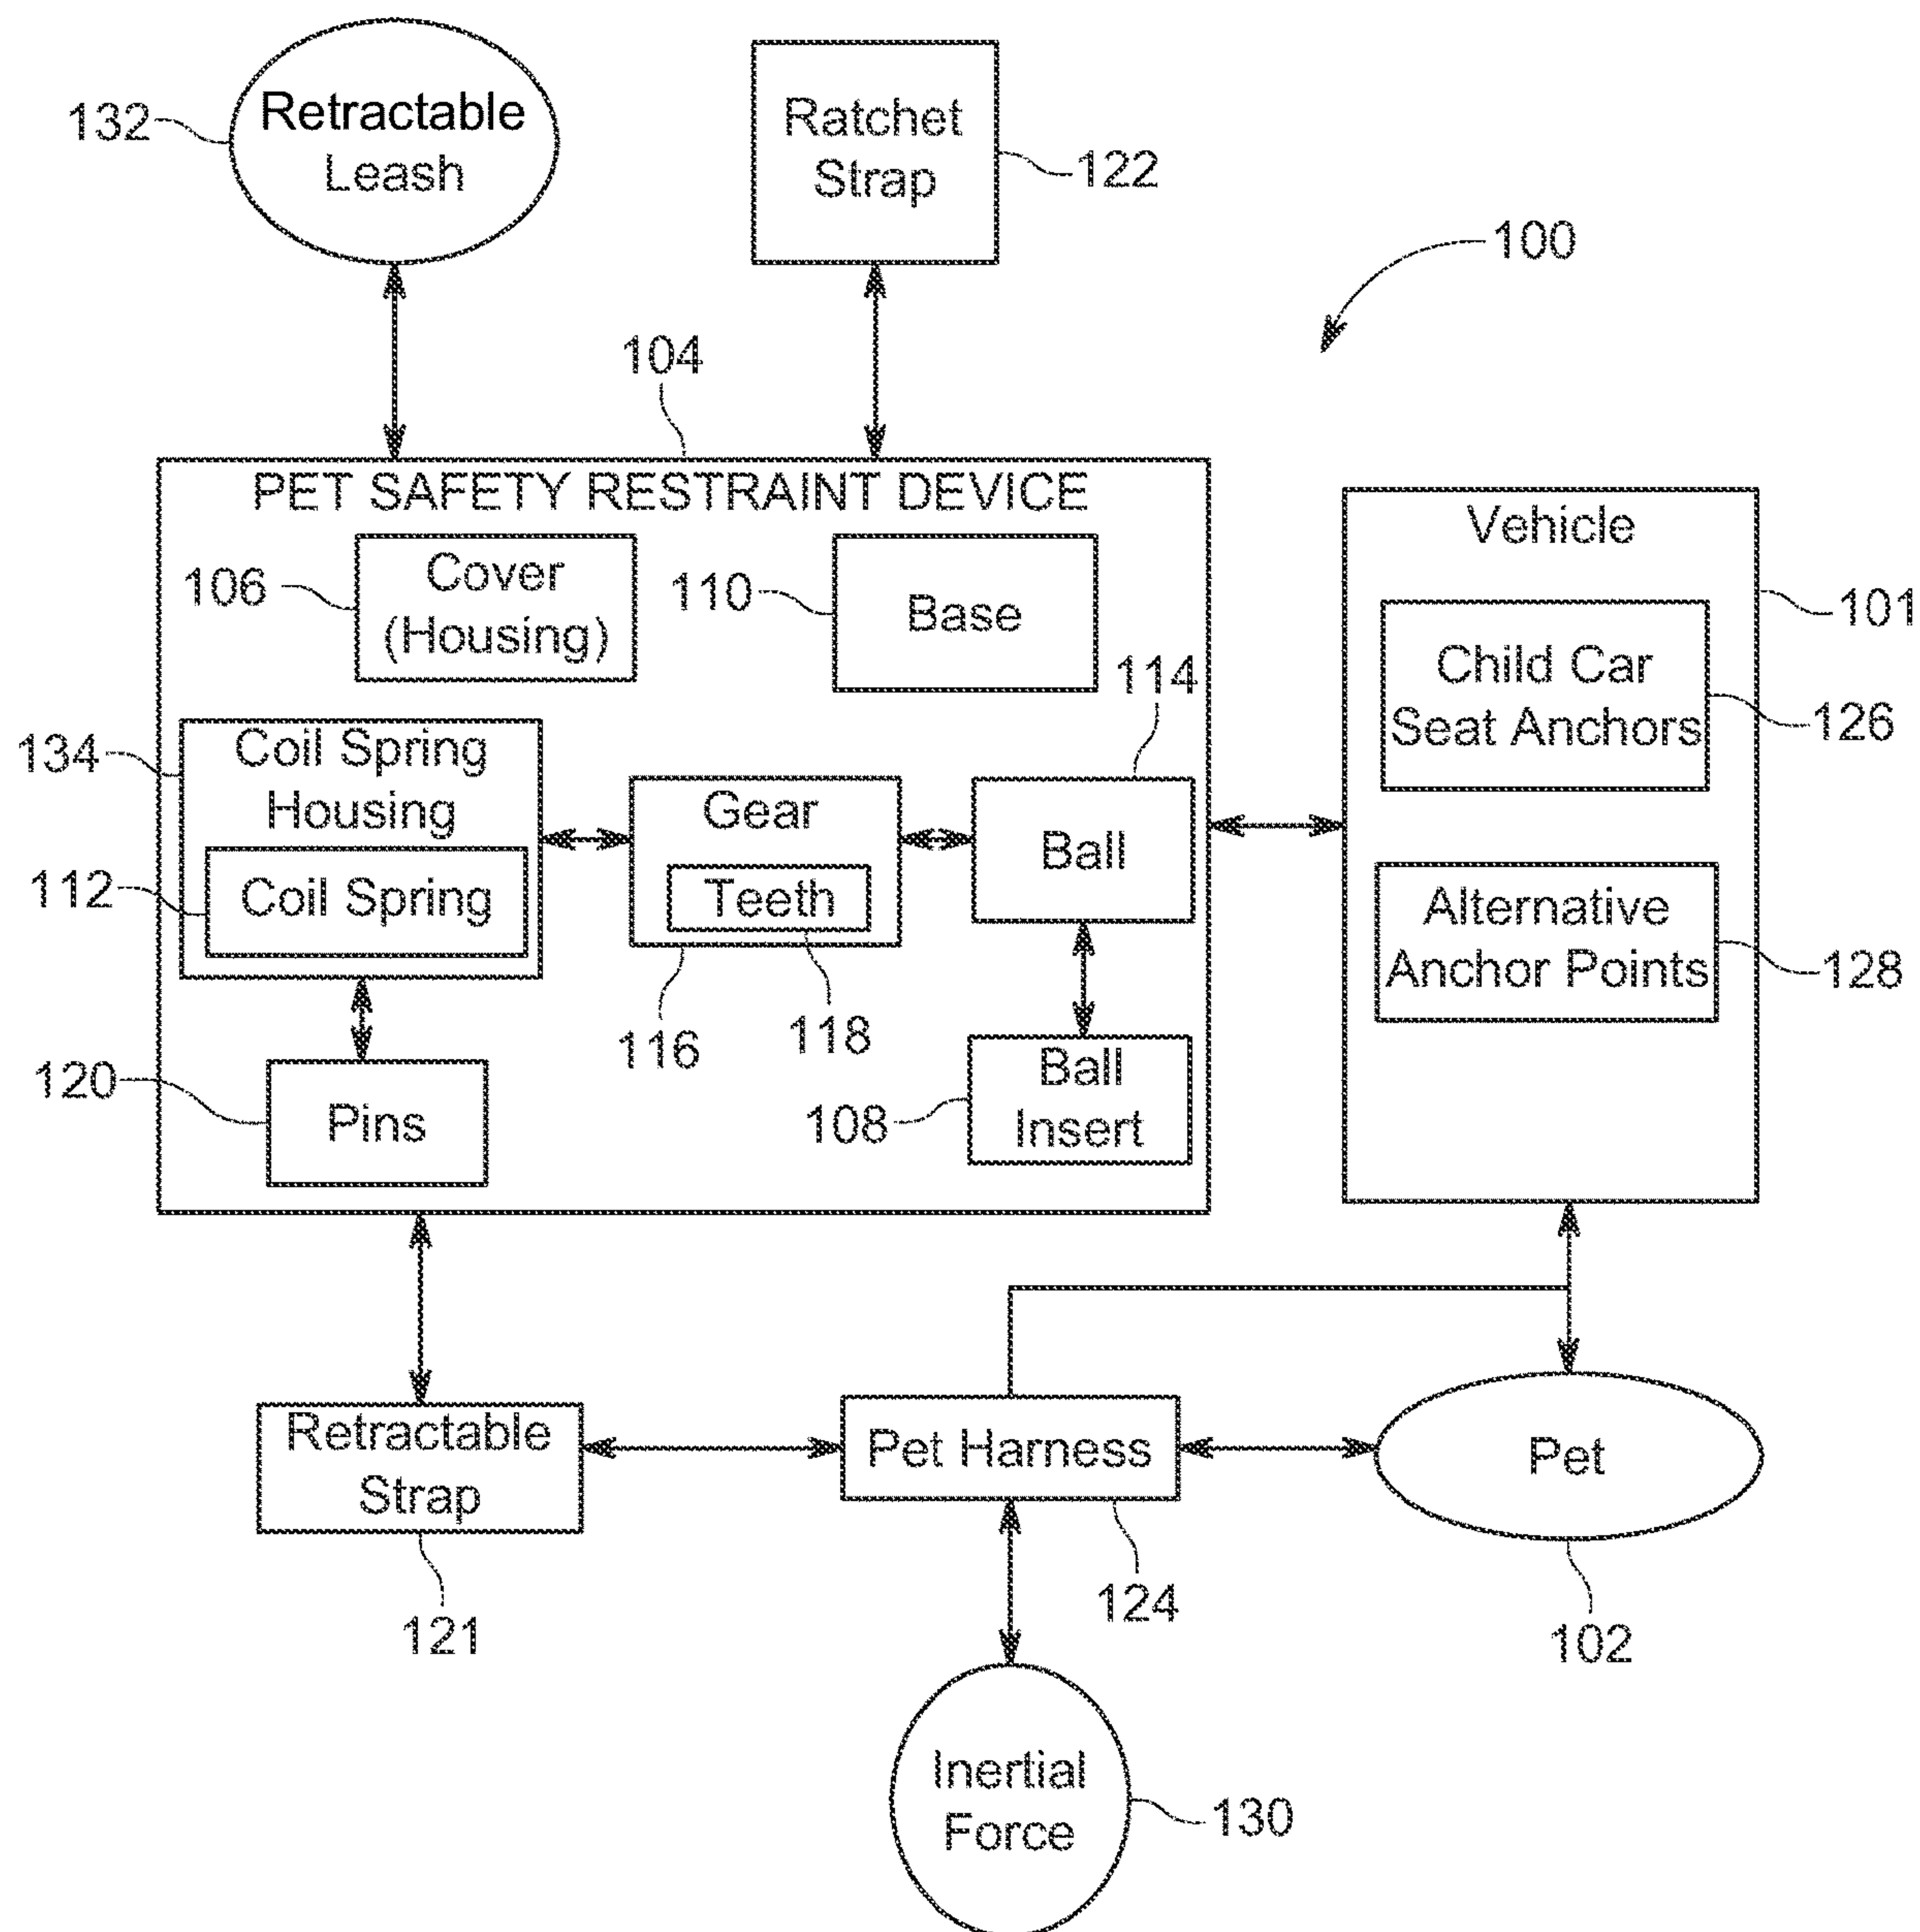 Retractable
Leash
132
Ratchet
Strap
122
100
104
PET SAFETY RESTRAINT DEVICE
Cover
(Housing)
106
Base
110
114
Coil Spring
Housing
134
Coil Spring
112
Gear
Teeth
116
118
Ball
Ball
Insert
108
Pins
120
Vehicle
101
Child Car
Seat Anchors
126
Alternative
Anchor Points
128
Retractable
Strap
121
Pet Harness
124
Pet
102
Inertial
Force
130